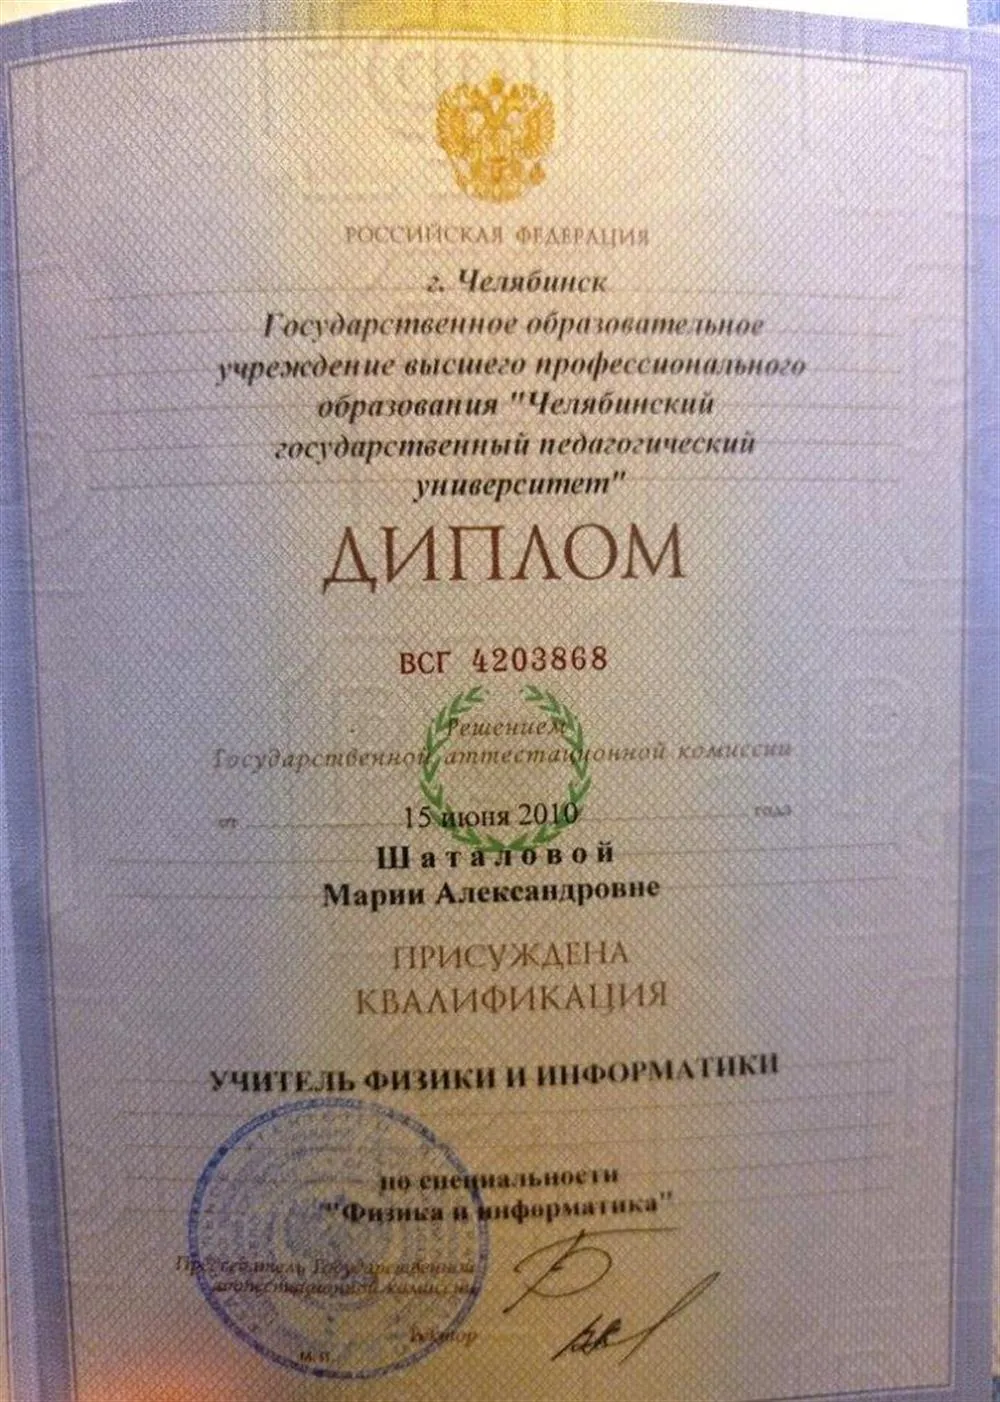 РОССИЙСКАЯ ФЕДЕРАЦИЯ
г. Челябинск
Государственное образовательное
учреждение высшего профессионального
образования "Челябинский
государственный педагогический
университет"
ДИПЛОМ
ВСГ 4203868
Решением
Государственной аттестационной комиссии
от 15 июня 2010 года
Шаталовой
Марии Александровне
ПРИСУЖДЕНА
КВАЛИФИКАЦИЯ
УЧИТЕЛЬ ФИЗИКИ И ИНФОРМАТИКИ
по специальности
"Физика и информатика"
Председатель Государственной
аттестационной комиссии
Ректор
М.П.